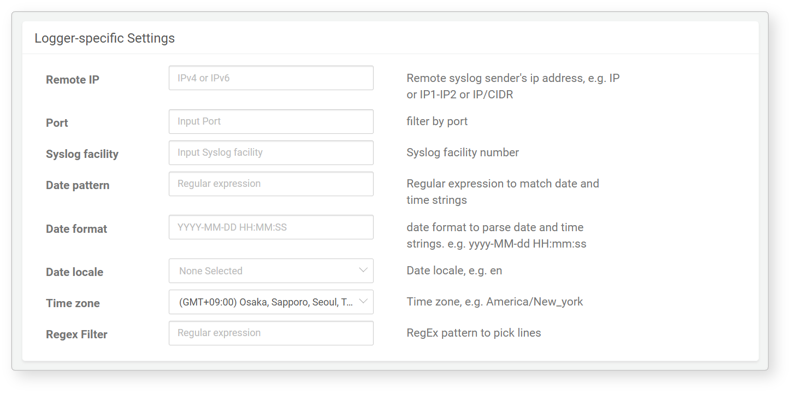 Logger-specific Settings
Remote IP
IPv4 or IPv6
Remote syslog sender's ip address, e.g. IP
or IP1-IP2 or IP/CIDR
Port
Input Port
filter by port
Syslog facility
Input Syslog facility
Syslog facility number
Date pattern
Regular expression
Regular expression to match date and
time strings
Date format
YYYY-MM-DD HH:MM:SS
date format to parse date and time
strings. e.g. yyyy-MM-dd HH:mm:ss
Date locale
None Selected
Date locale, e.g. en
Time zone
(GMT+09:00) Osaka, Sapporo, Seoul, T...
Time zone, e.g. America/New_york
Regex Filter
Regular expression
RegEx pattern to pick lines